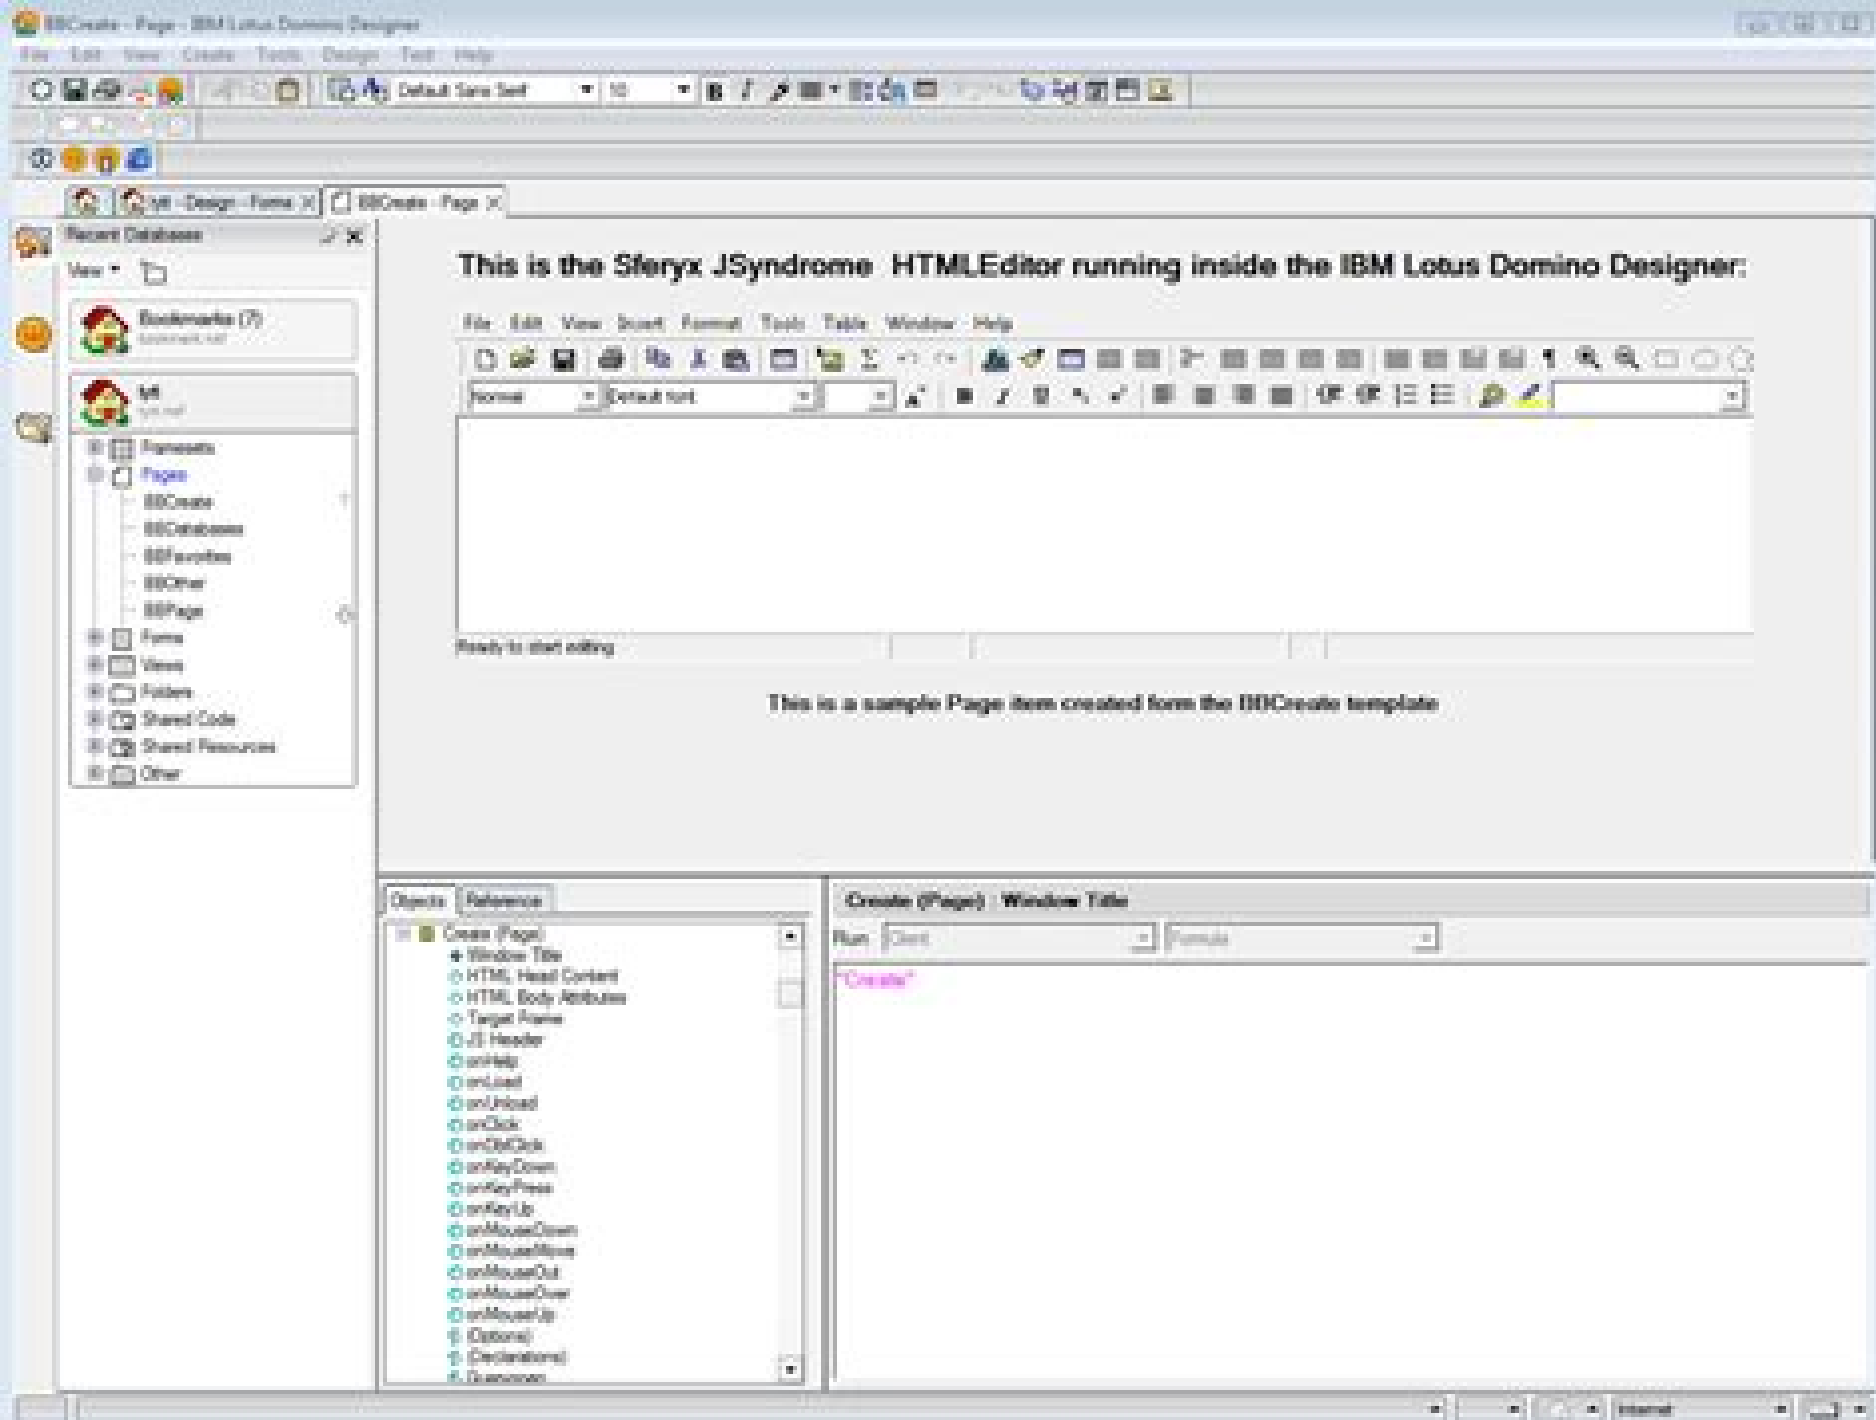 BBCreate - Page - IBM Lotus Domino Designer
File Edit View Create Tools Design Text Help
Default Sans Serif 10
- Design - Forms BBCreate - Page
Recent Databases
View
Bookmarks (7)
bookmark.nsf
Framesets
Pages
BBCreate
BBDatabases
BBFavorites
BBOther
BBPage
Forms
Views
Folders
Shared Code
Shared Resources
Other
This is the Sferyx JSyndrome HTMLEditor running inside the IBM Lotus Domino Designer:
File Edit View Insert Format Tools Table Window Help
Normal Default font
Ready to start editing
This is a sample Page item created form the BBCreate template
Objects Reference
Create (Page)
Window Title
HTML Head Content
HTML Body Attributes
Target Frame
JS Header
onHelp
onLoad
onUnload
onClick
onDblClick
onKeyDown
onKeyPress
onKeyUp
onMouseDown
onMouseMove
onMouseOut
onMouseOver
onMouseUp
(Options)
(Declarations)
Queryopen
Create (Page) : Window Title
Run Client Formula
"Create"
Internet